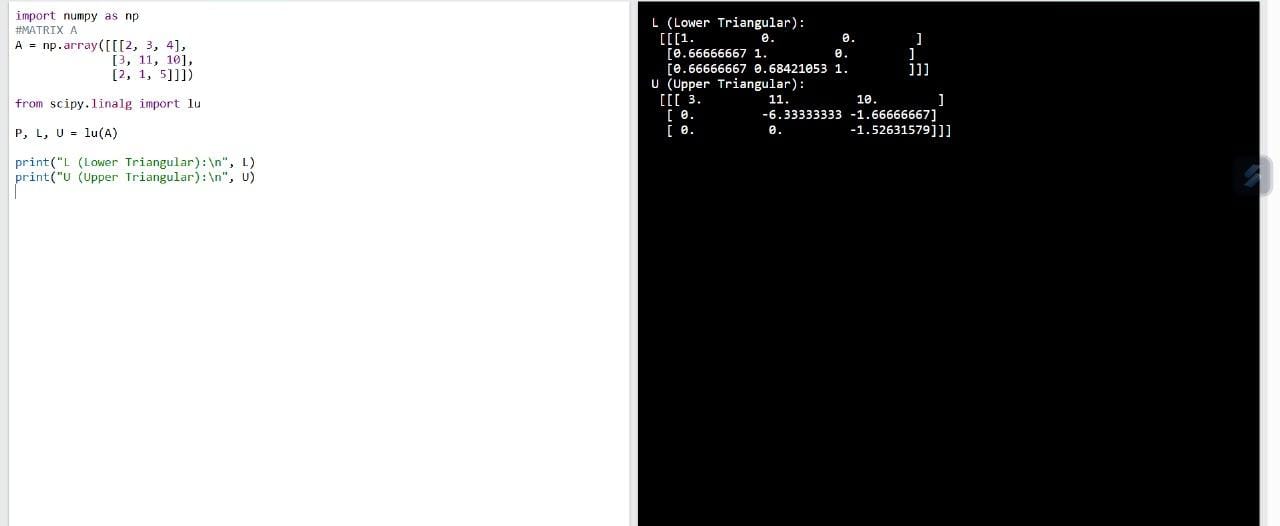 import numpy as np
#MATRIX A
A = np.array([[[2, 3, 4],
[3, 11, 10],
[2, 1, 5]]])
from scipy.linalg import lu
P, L, U = lu(A)
print("L (Lower Triangular):\n", L)
print("U (Upper Triangular):\n", U)
L (Lower Triangular):
[[[1. 0. 0. ]
[0.66666667 1. 0. ]
[0.66666667 0.68421053 1. ]]]
U (Upper Triangular):
[[[ 3. 11. 10. ]
[ 0. -6.33333333 -1.66666667]
[ 0. 0. -1.52631579]]]